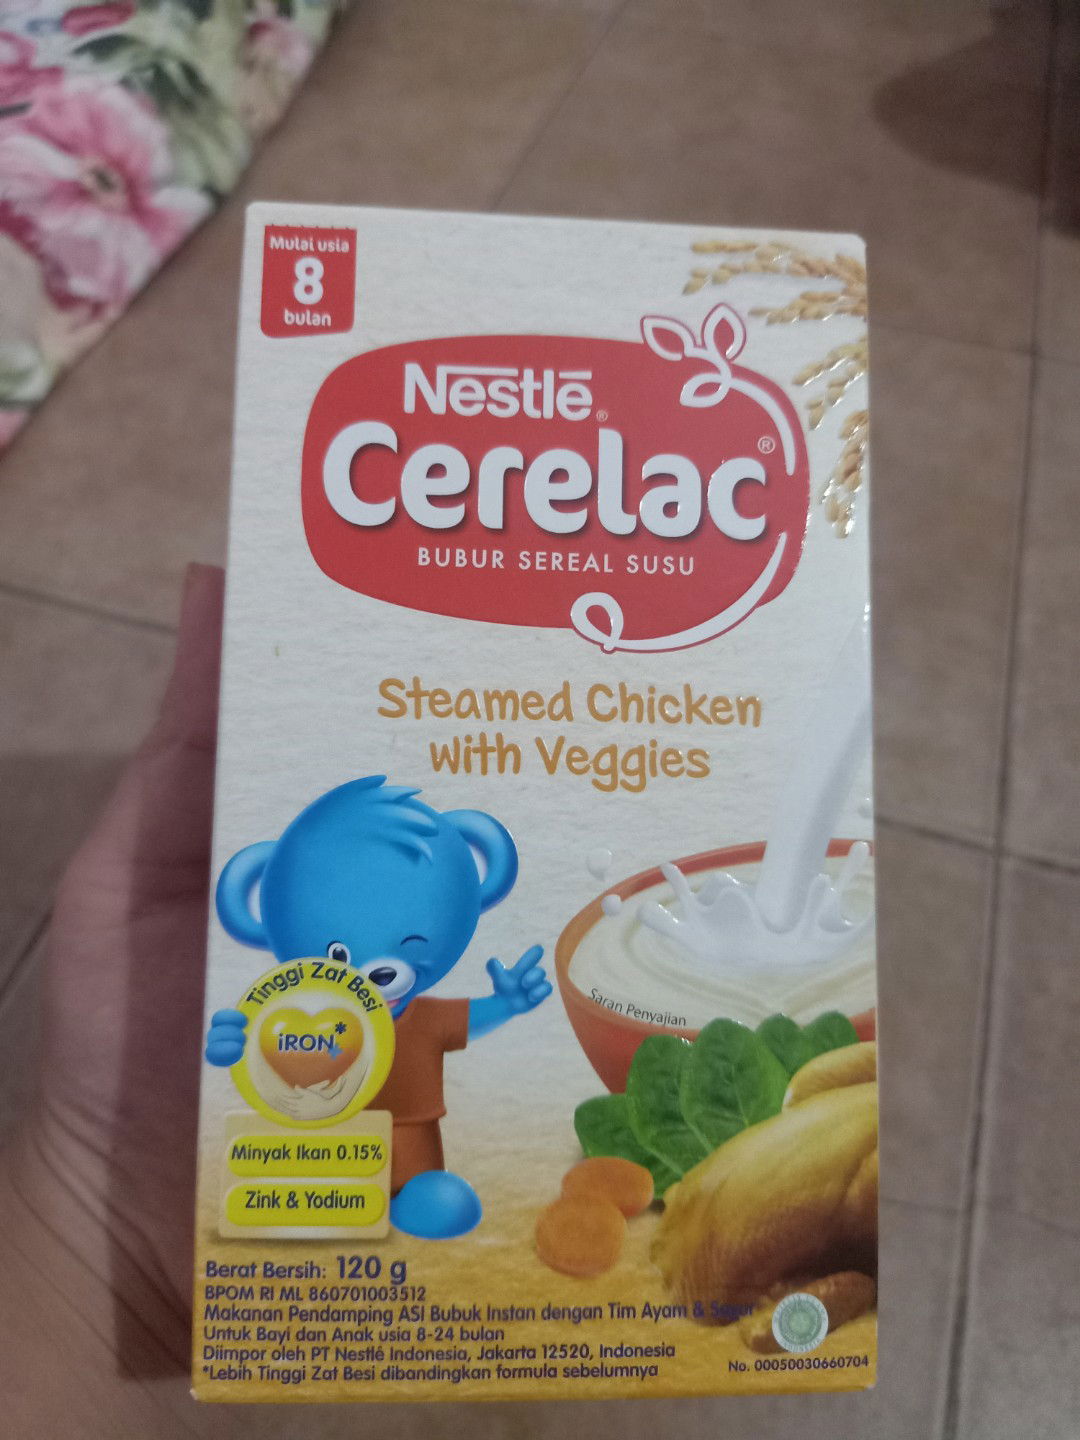 Mulai usia
8
bulan
Nestlé®
Cerelac®
BUBUR SEREAL SUSU
Steamed Chicken
with Veggies
Tinggi Zat Besi
iRON+*
Saran Penyajian
Minyak Ikan 0.15%
Zink & Yodium
Berat Bersih: 120 g
BPOM RI ML 860701003512
Makanan Pendamping ASI Bubuk Instan dengan Tim Ayam & Sayur
Untuk Bayi dan Anak usia 8-24 bulan
Diimpor oleh PT Nestlé Indonesia, Jakarta 12520, Indonesia
*Lebih Tinggi Zat Besi dibandingkan formula sebelumnya
No. 00050030660704